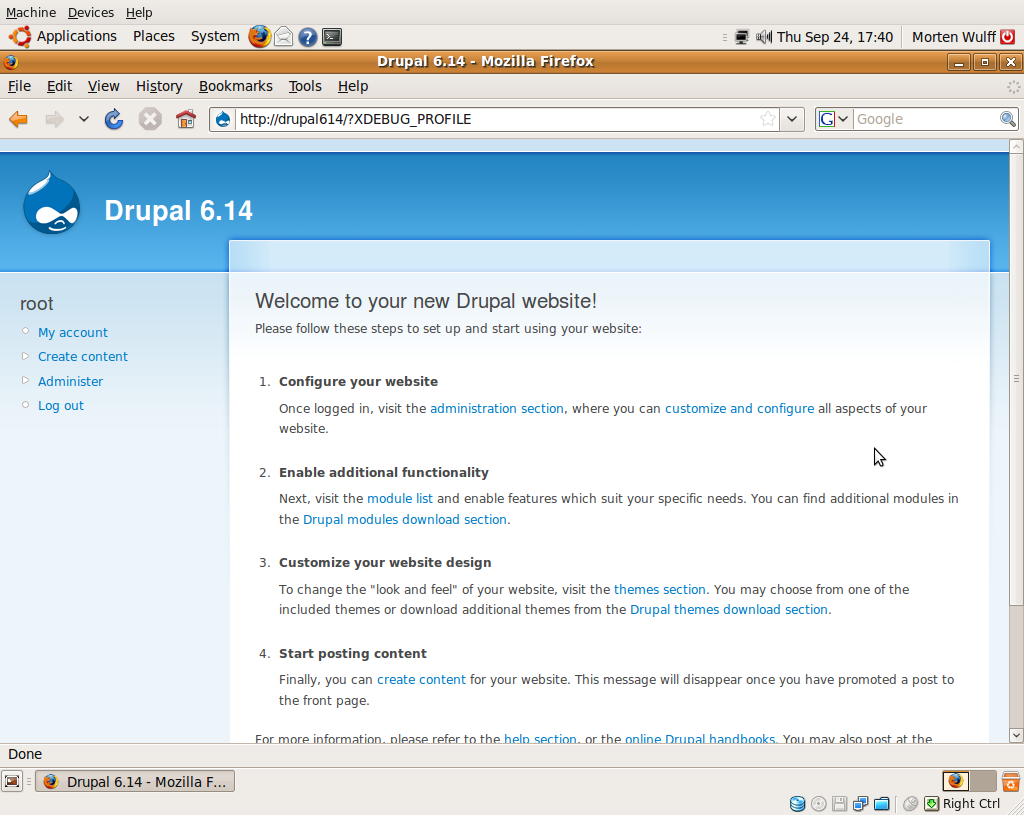 Machine Devices Help
Applications Places System Thu Sep 24, 17:40 Morten Wulff
Drupal 6.14 - Mozilla Firefox
File Edit View History Bookmarks Tools Help
http://drupal614/?XDEBUG_PROFILE G Google
Drupal 6.14
root
My account
Create content
Administer
Log out
Welcome to your new Drupal website!
Please follow these steps to set up and start using your website:
1. Configure your website
Once logged in, visit the administration section, where you can customize and configure all aspects of your
website.
2. Enable additional functionality
Next, visit the module list and enable features which suit your specific needs. You can find additional modules in
the Drupal modules download section.
3. Customize your website design
To change the "look and feel" of your website, visit the themes section. You may choose from one of the
included themes or download additional themes from the Drupal themes download section.
4. Start posting content
Finally, you can create content for your website. This message will disappear once you have promoted a post to
the front page.
For more information, please refer to the help section, or the online Drupal handbooks. You may also post at the
Done
Drupal 6.14 - Mozilla F...
Right Ctrl